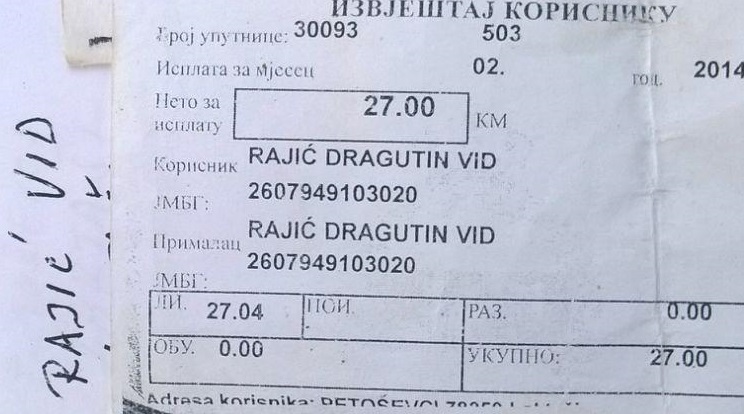 ИЗВЈЕШТАЈ КОРИСНИКУ
Број упутнице: 30093 503
Исплата за мјесец 02. год. 2014
Нето за исплату 27.00 КМ
Корисник RAJIĆ DRAGUTIN VID
ЈМБГ: 2607949103020
Прималац RAJIĆ DRAGUTIN VID
ЈМБГ: 2607949103020
ЛИ. 27.04 ПОИ. РАЗ. 0.00
ОБУ. 0.00 УКУПНО: 27.00
Adresa korisnika: PETOŠEVCI
RAJIĆ VID